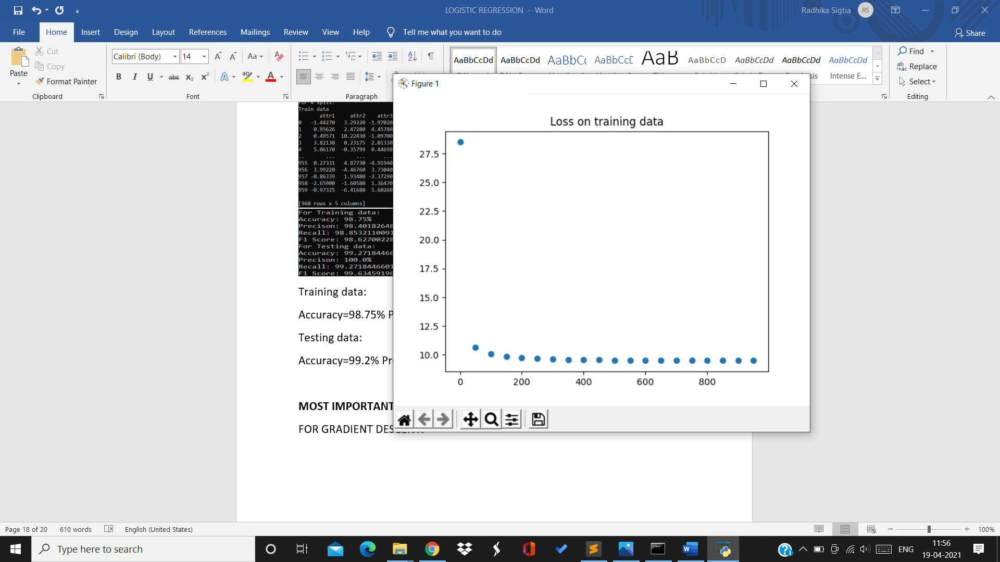 LOGISTIC REGRESSION - Word
Radhika Sigtia
RS
File Home Insert Design Layout References Mailings Review View Help Tell me what you want to do
Share
Paste
Cut
Copy
Format Painter
Clipboard
Calibri (Body) 14
Font
Paragraph
AaBbCcDd AaBbCcDd AaBbC AaBbCcD AaB AaBbCcD AaBbCcDd AaBbCcDd AaBbCcDd
Intense E...
Find
Replace
Select
Editing
Train data
attr1 attr2 attr3
0 -1.44270 3.29220 -1.97020
1 0.95626 2.47280 4.45780
2 0.49571 10.22430 -1.09700
3 3.82130 0.23175 2.01330
4 5.06170 -0.35799 0.44698
.. ... ... ...
955 0.27331 4.87730 -4.91940
956 3.99220 -4.46760 3.73040
957 -0.86339 1.93480 -2.37290
958 -2.65900 -1.60580 1.36470
959 -0.97325 -6.41680 5.60260
[960 rows x 5 columns]
For Training data:
Accuracy: 98.75%
Precison: 98.40182648
Recall: 98.8532110091
F1 Score: 98.62700228
For Testing data:
Accuracy: 99.27184466
Precison: 100.0%
Recall: 99.2718446601
F1 Score: 99.63459196
Training data:
Accuracy=98.75% P
Testing data:
Accuracy=99.2% Pr
MOST IMPORTANT
FOR GRADIENT DESCENT:
Figure 1
Loss on training data
27.5
25.0
22.5
20.0
17.5
15.0
12.5
10.0
0 200 400 600 800
Page 18 of 20 610 words English (United States)
100%
Type here to search
ENG
11:56
19-04-2021